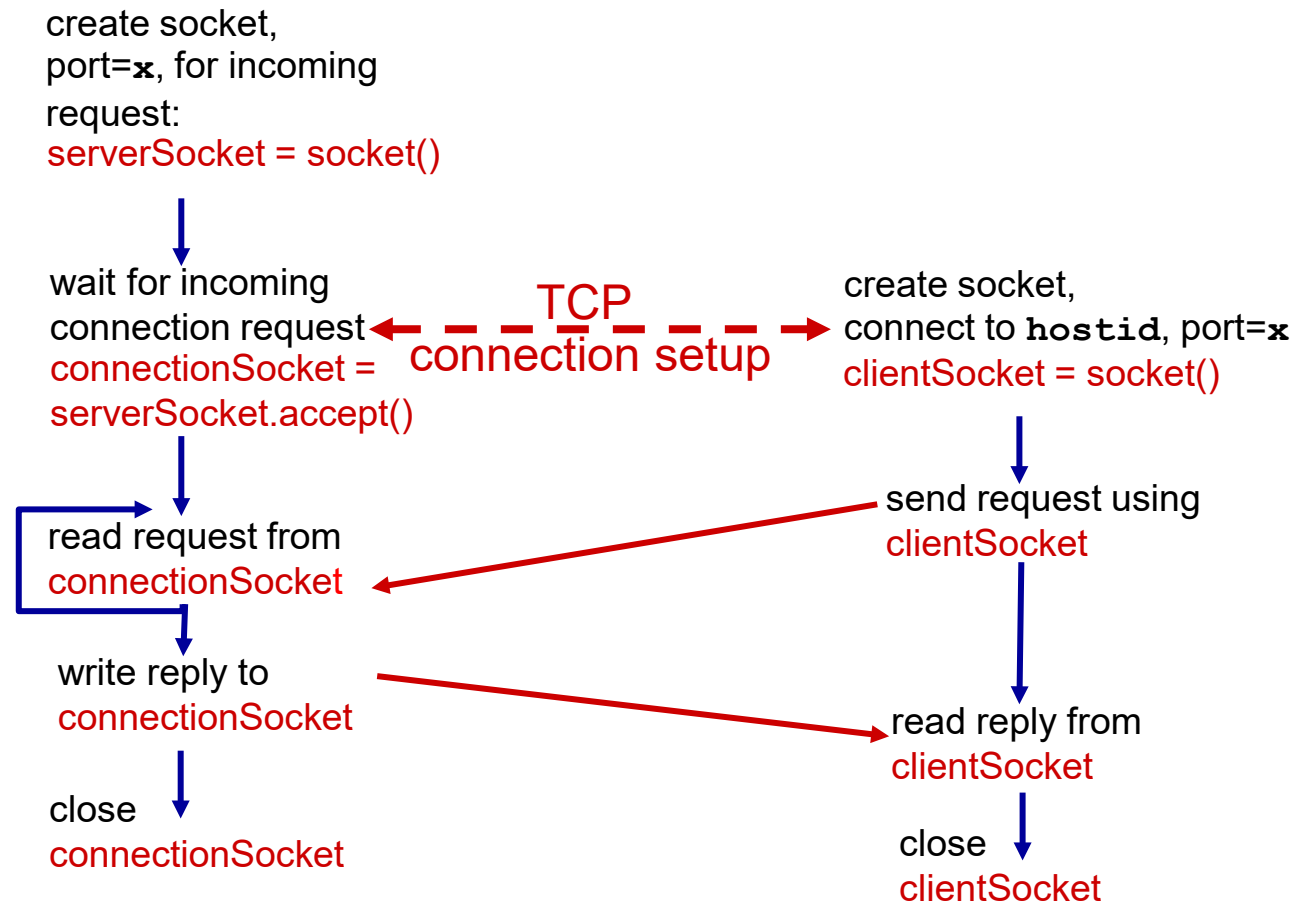 create socket,
port=x, for incoming
request:
serverSocket = socket()
wait for incoming
connection request
connectionSocket =
serverSocket.accept()
TCP
connection setup
create socket,
connect to hostid, port=x
clientSocket = socket()
send request using
clientSocket
read request from
connectionSocket
write reply to
connectionSocket
read reply from
clientSocket
close
connectionSocket
close
clientSocket